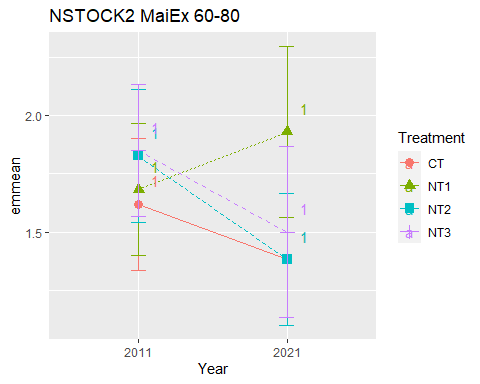 NSTOCK2 MaiEx 60-80
emmean
2.0
1.5
1
1
1
1
1
1
1
2011
2021
Year
Treatment
a CT
a NT1
a NT2
a NT3